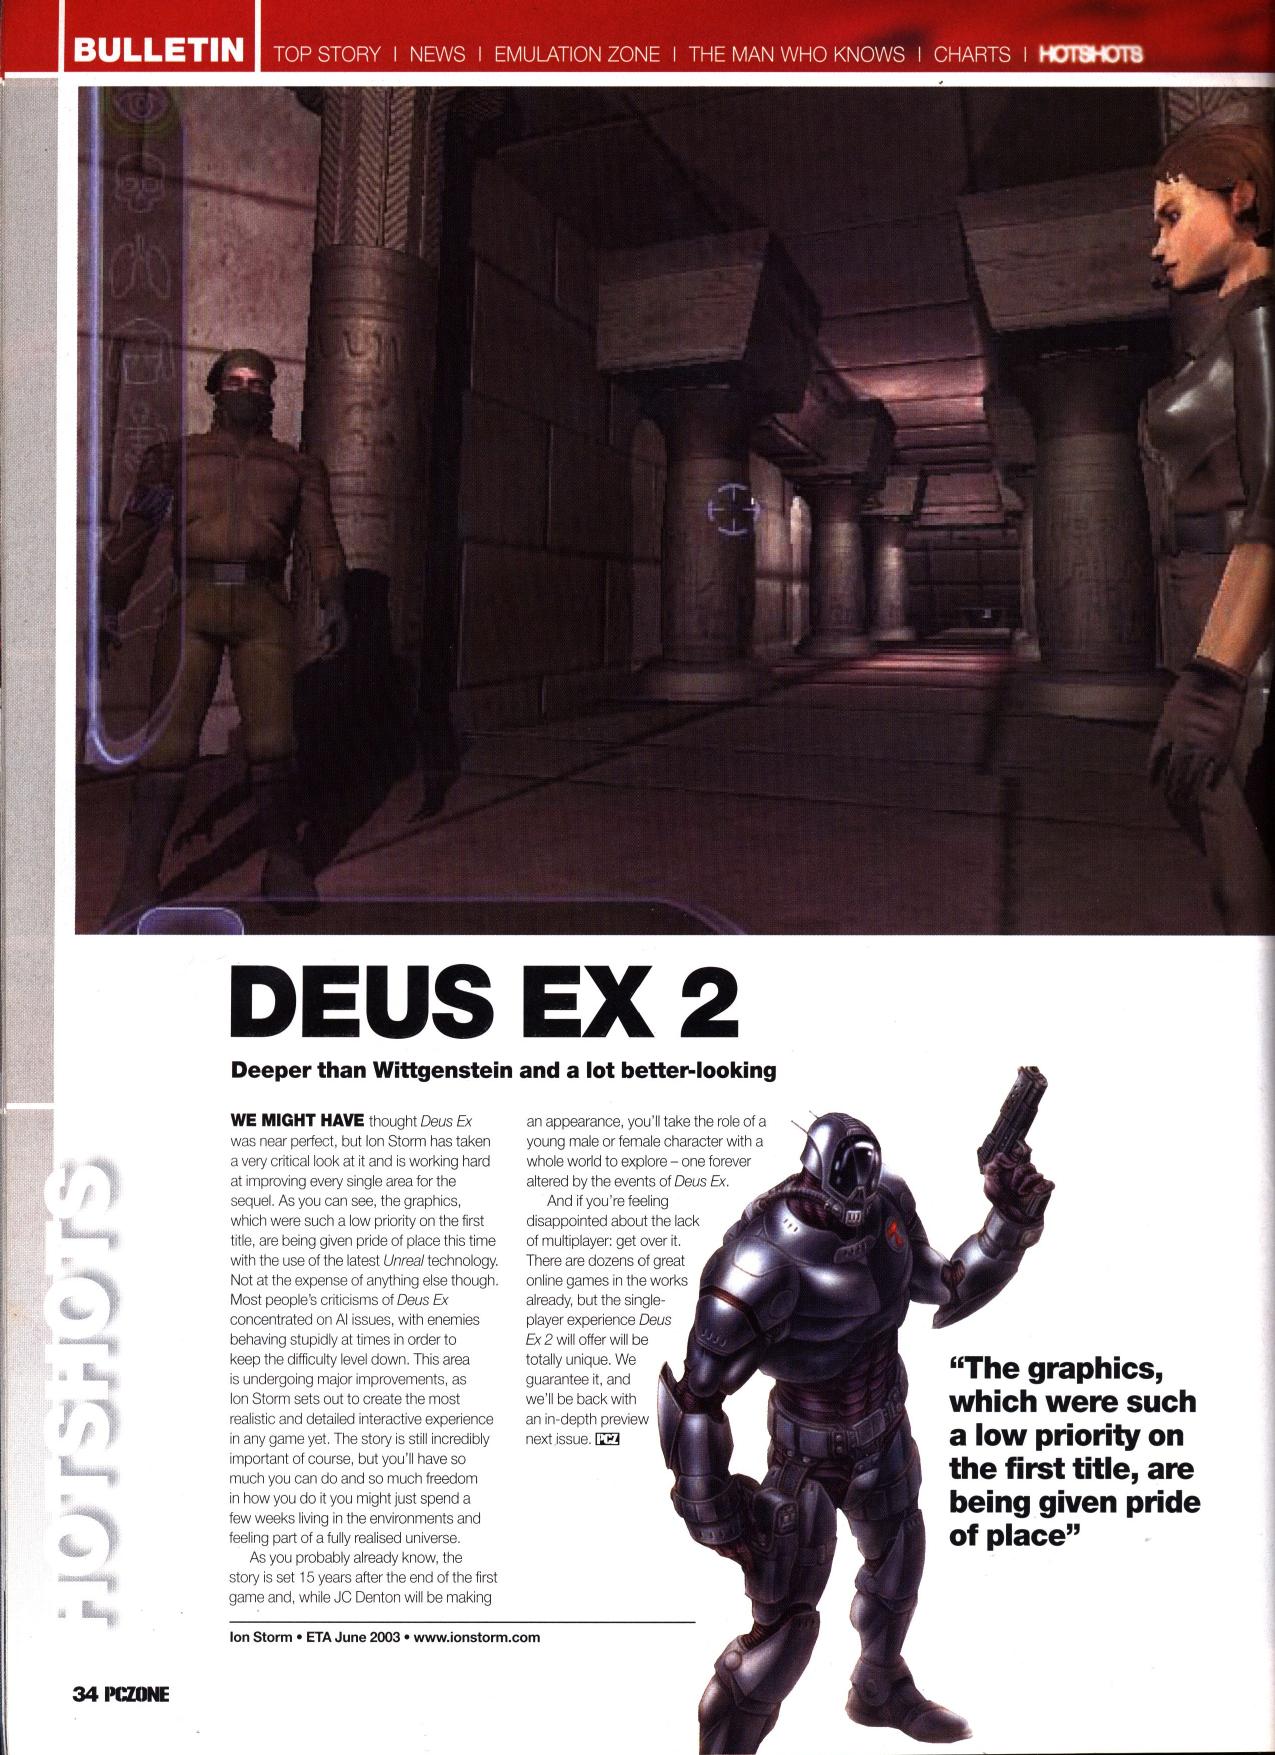 BULLETIN TOP STORY | NEWS | EMULATION ZONE | THE MAN WHO KNOWS | CHARTS | HOTSHOTS
DEUS EX 2
Deeper than Wittgenstein and a lot better-looking
WE MIGHT HAVE thought Deus Ex
was near perfect, but Ion Storm has taken
a very critical look at it and is working hard
at improving every single area for the
sequel. As you can see, the graphics,
which were such a low priority on the first
title, are being given pride of place this time
with the use of the latest Unreal technology.
Not at the expense of anything else though.
Most people's criticisms of Deus Ex
concentrated on AI issues, with enemies
behaving stupidly at times in order to
keep the difficulty level down. This area
is undergoing major improvements, as
Ion Storm sets out to create the most
realistic and detailed interactive experience
in any game yet. The story is still incredibly
important of course, but you'll have so
much you can do and so much freedom
in how you do it you might just spend a
few weeks living in the environments and
feeling part of a fully realised universe.
As you probably already know, the
story is set 15 years after the end of the first
game and, while JC Denton will be making
an appearance, you'll take the role of a
young male or female character with a
whole world to explore – one forever
altered by the events of Deus Ex.
And if you're feeling
disappointed about the lack
of multiplayer: get over it.
There are dozens of great
online games in the works
already, but the single-
player experience Deus
Ex 2 will offer will be
totally unique. We
guarantee it, and
we'll be back with
an in-depth preview
next issue. PCZ
“The graphics,
which were such
a low priority on
the first title, are
being given pride
of place”
Ion Storm • ETA June 2003 • www.ionstorm.com
HOTSHOTS
34 PCZONE